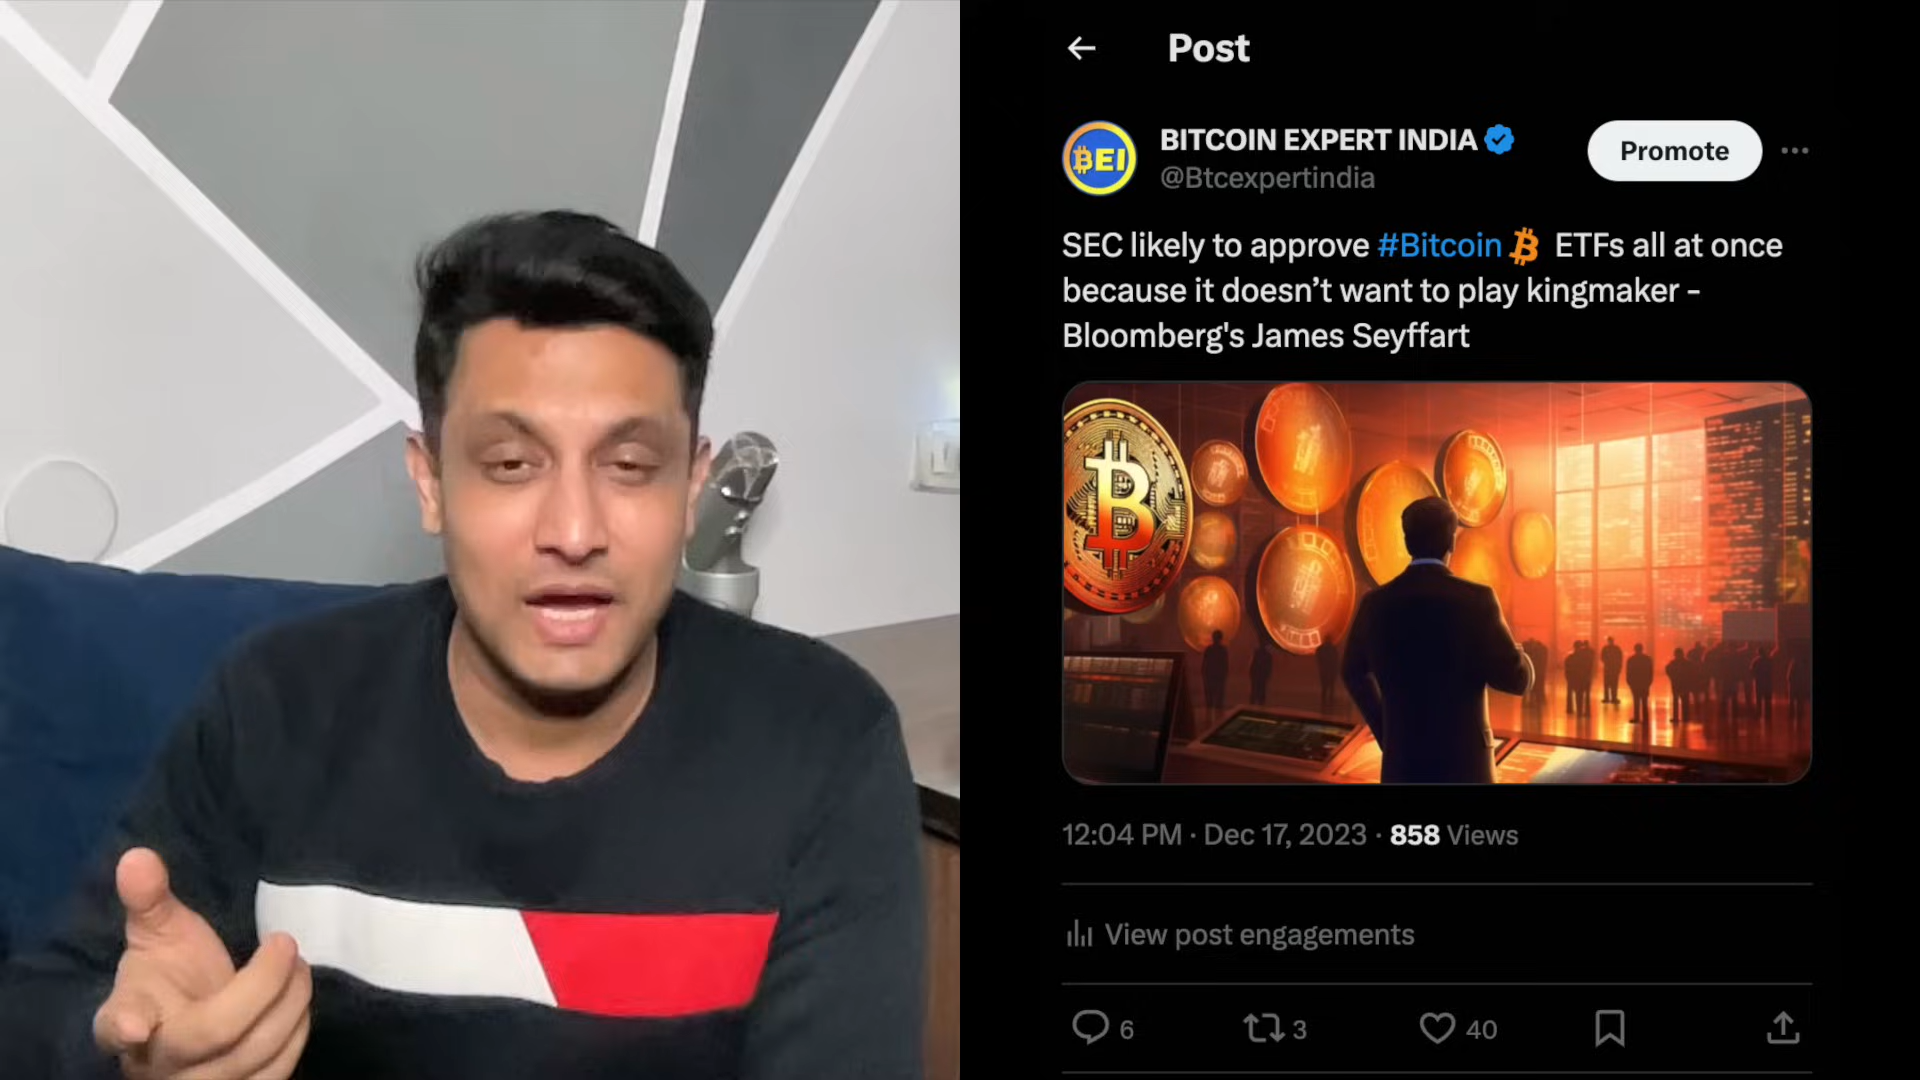 Post
BEI
BITCOIN EXPERT INDIA
@Btcexpertindia
Promote
SEC likely to approve #Bitcoin ETFs all at once
because it doesn’t want to play kingmaker -
Bloomberg's James Seyffart
12:04 PM · Dec 17, 2023 · 858 Views
View post engagements
6
3
40